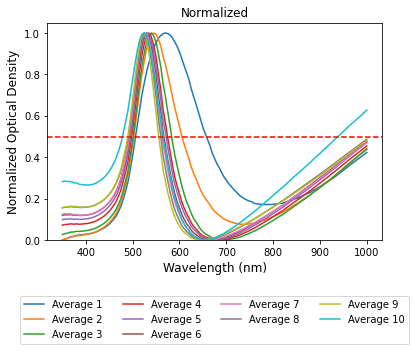 Normalized
Normalized Optical Density
1.0
0.8
0.6
0.4
0.2
0.0
400 500 600 700 800 900 1000
Wavelength (nm)
Average 1 Average 4 Average 7 Average 9
Average 2 Average 5 Average 8 Average 10
Average 3 Average 6